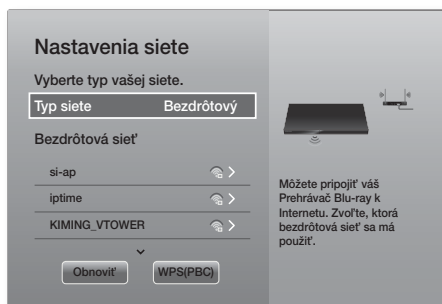 Nastavenia siete
Vyberte typ vašej siete.
Typ siete Bezdrôtový
Bezdrôtová sieť
si-ap
iptime
KIMING_VTOWER
Obnoviť WPS(PBC)
Môžete pripojiť váš
Prehrávač Blu-ray k
Internetu. Zvoľte, ktorá
bezdrôtová sieť sa má
použiť.